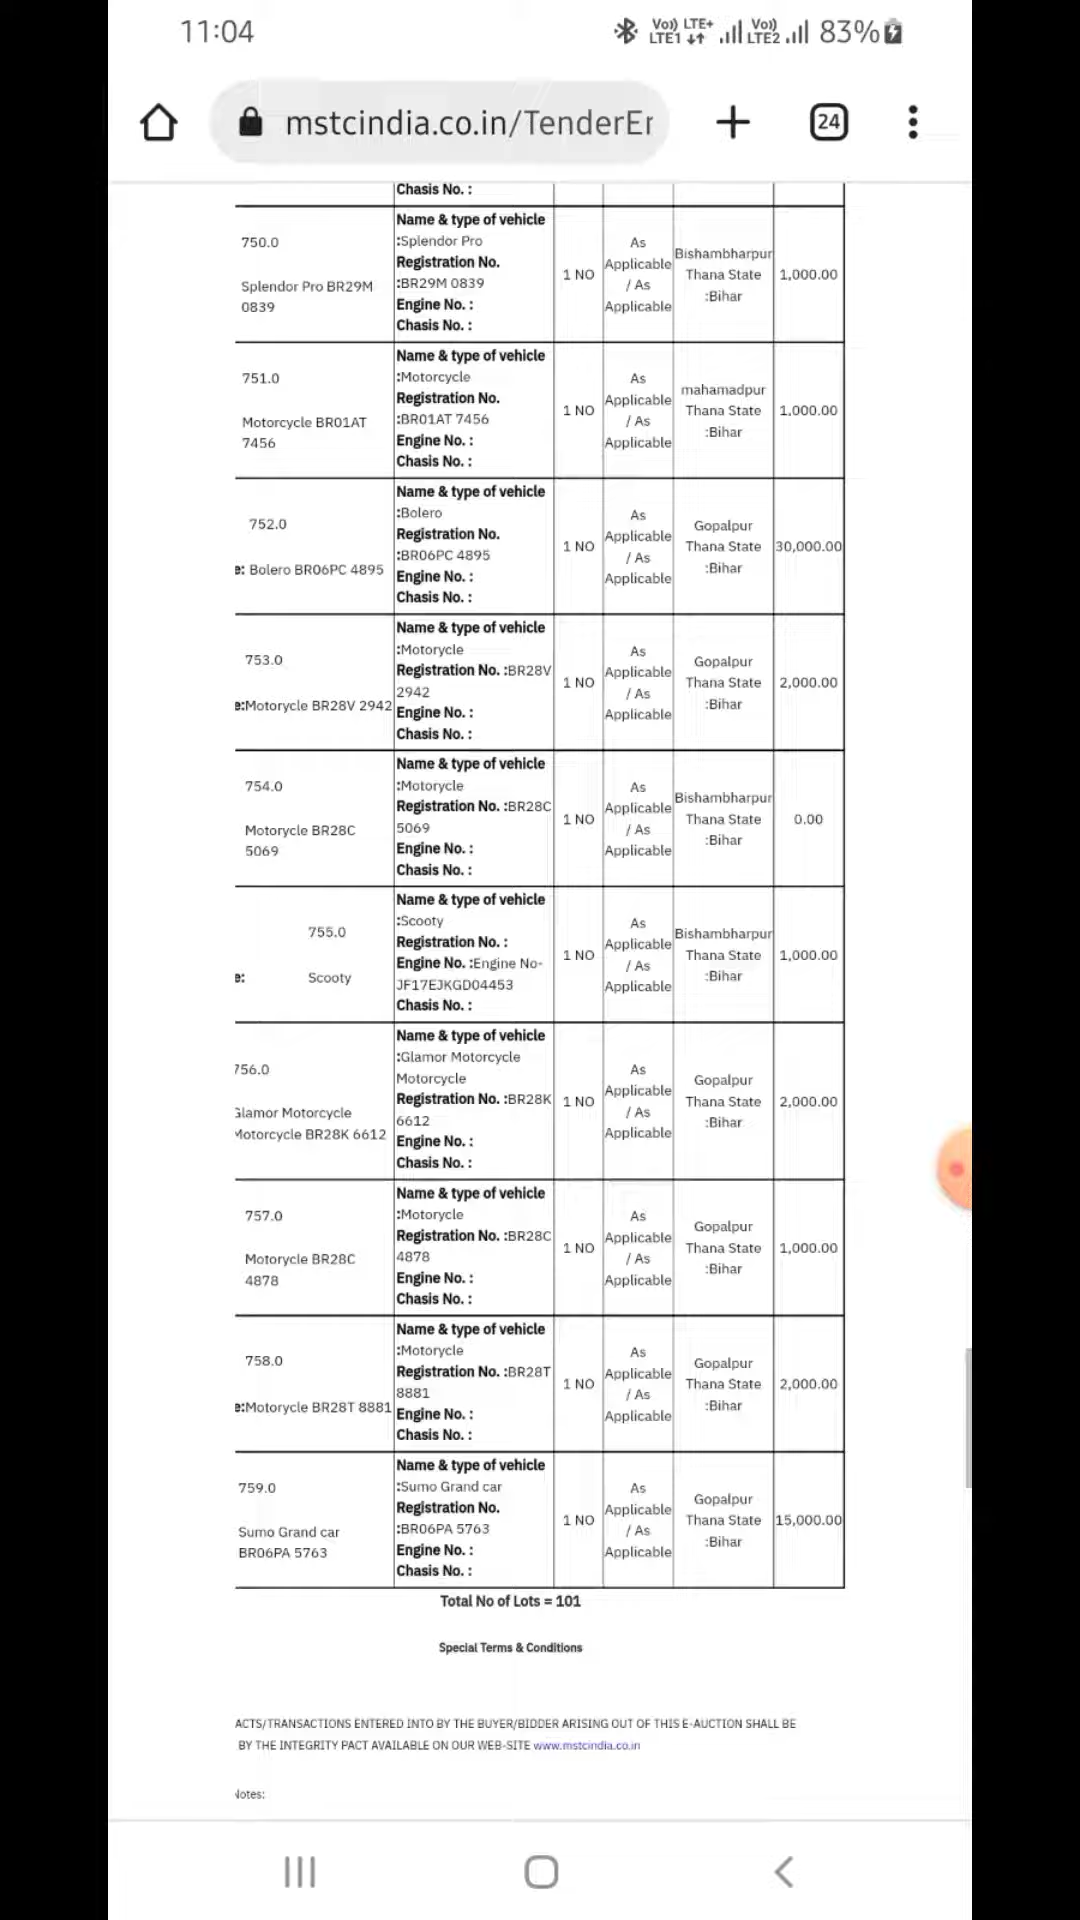 11:04
Vo)) LTE+ Vo)) 83%
LTE1 LTE2
mstcindia.co.in/TenderEr
24
Chasis No. :
750.0
Splendor Pro BR29M
0839
Name & type of vehicle
:Splendor Pro
Registration No.
:BR29M 0839
Engine No. :
Chasis No. :
1 NO
As
Applicable
/ As
Applicable
Bishambharpur
Thana State
:Bihar
1,000.00
751.0
Motorcycle BR01AT
7456
Name & type of vehicle
:Motorcycle
Registration No.
:BR01AT 7456
Engine No. :
Chasis No. :
1 NO
As
Applicable
/ As
Applicable
mahamadpur
Thana State
:Bihar
1,000.00
752.0
e: Bolero BR06PC 4895
Name & type of vehicle
:Bolero
Registration No.
:BR06PC 4895
Engine No. :
Chasis No. :
1 NO
As
Applicable
/ As
Applicable
Gopalpur
Thana State
:Bihar
30,000.00
753.0
e:Motorycle BR28V 2942
Name & type of vehicle
:Motorycle
Registration No. :BR28V
2942
Engine No. :
Chasis No. :
1 NO
As
Applicable
/ As
Applicable
Gopalpur
Thana State
:Bihar
2,000.00
754.0
Motorycle BR28C
5069
Name & type of vehicle
:Motorycle
Registration No. :BR28C
5069
Engine No. :
Chasis No. :
1 NO
As
Applicable
/ As
Applicable
Bishambharpur
Thana State
:Bihar
0.00
755.0
e: Scooty
Name & type of vehicle
:Scooty
Registration No. :
Engine No. :Engine No-
JF17EJKGD04453
Chasis No. :
1 NO
As
Applicable
/ As
Applicable
Bishambharpur
Thana State
:Bihar
1,000.00
756.0
Glamor Motorcycle
Motorcycle BR28K 6612
Name & type of vehicle
:Glamor Motorcycle
Motorcycle
Registration No. :BR28K
6612
Engine No. :
Chasis No. :
1 NO
As
Applicable
/ As
Applicable
Gopalpur
Thana State
:Bihar
2,000.00
757.0
Motorycle BR28C
4878
Name & type of vehicle
:Motorycle
Registration No. :BR28C
4878
Engine No. :
Chasis No. :
1 NO
As
Applicable
/ As
Applicable
Gopalpur
Thana State
:Bihar
1,000.00
758.0
e:Motorycle BR28T 8881
Name & type of vehicle
:Motorycle
Registration No. :BR28T
8881
Engine No. :
Chasis No. :
1 NO
As
Applicable
/ As
Applicable
Gopalpur
Thana State
:Bihar
2,000.00
759.0
Sumo Grand car
BR06PA 5763
Name & type of vehicle
:Sumo Grand car
Registration No.
:BR06PA 5763
Engine No. :
Chasis No. :
1 NO
As
Applicable
/ As
Applicable
Gopalpur
Thana State
:Bihar
15,000.00
Total No of Lots = 101
Special Terms & Conditions
ACTS/TRANSACTIONS ENTERED INTO BY THE BUYER/BIDDER ARISING OUT OF THIS E-AUCTION SHALL BE
BY THE INTEGRITY PACT AVAILABLE ON OUR WEB-SITE www.mstcindia.co.in
Notes: